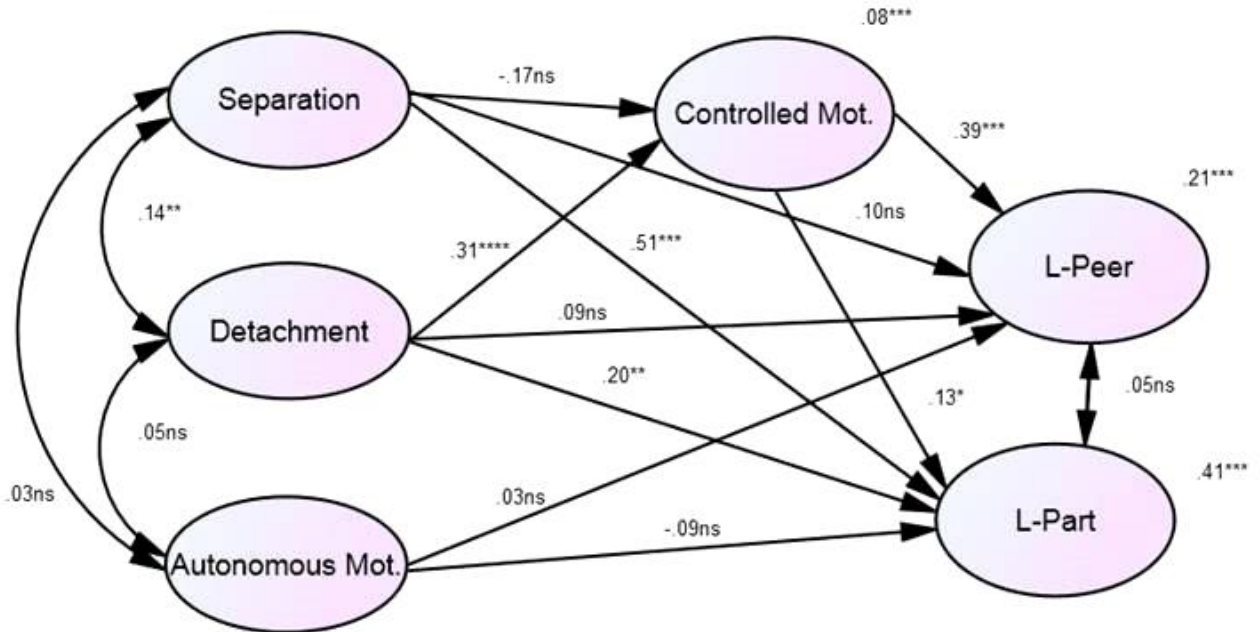 .08***
Separation
-.17ns
Controlled Mot.
.39***
.21***
.14**
.10ns
.31****
.51***
L-Peer
.09ns
Detachment
.20**
.05ns
.13*
.05ns
.41***
.03ns
.03ns
-.09ns
L-Part
Autonomous Mot.